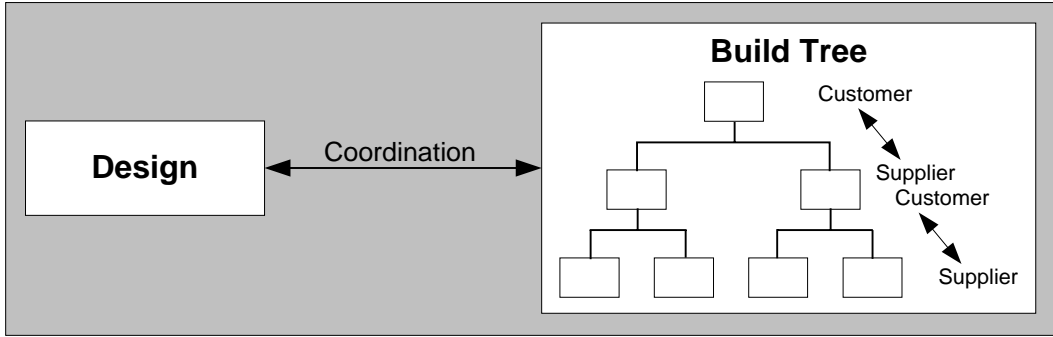 Build Tree
Customer
Coordination
Design
Supplier
Customer
Supplier